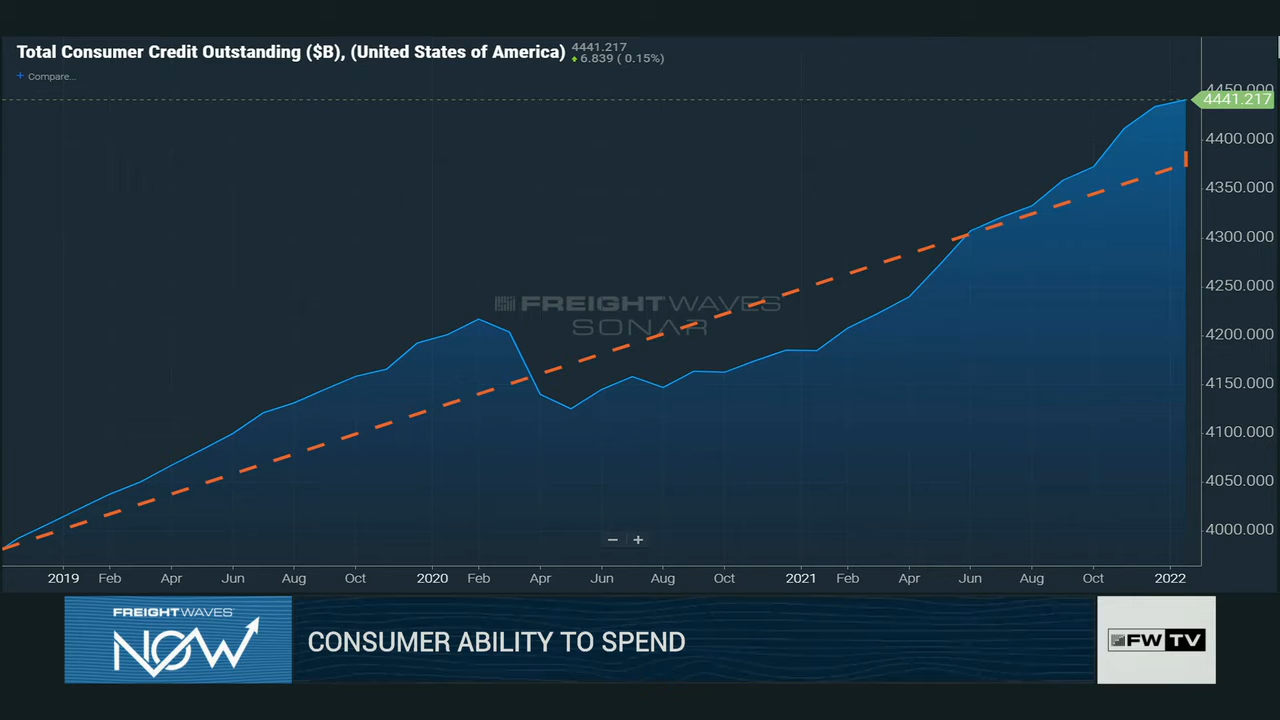 Total Consumer Credit Outstanding ($B), (United States of America) 4441.217
6.839 ( 0.15%)
+ Compare...
4450.000
4441.217
4400.000
4350.000
4300.000
4250.000
4200.000
4150.000
4100.000
4050.000
4000.000
FREIGHTWAVES
SONAR
− +
2019 Feb Apr Jun Aug Oct 2020 Feb Apr Jun Aug Oct 2021 Feb Apr Jun Aug Oct 2022
FREIGHTWAVES
NOW
CONSUMER ABILITY TO SPEND
FW TV